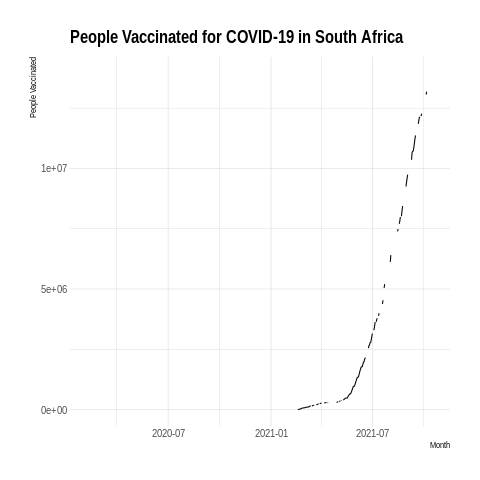 People Vaccinated for COVID-19 in South Africa
People Vaccinated
1e+07
5e+06
0e+00
2020-07 2021-01 2021-07
Month